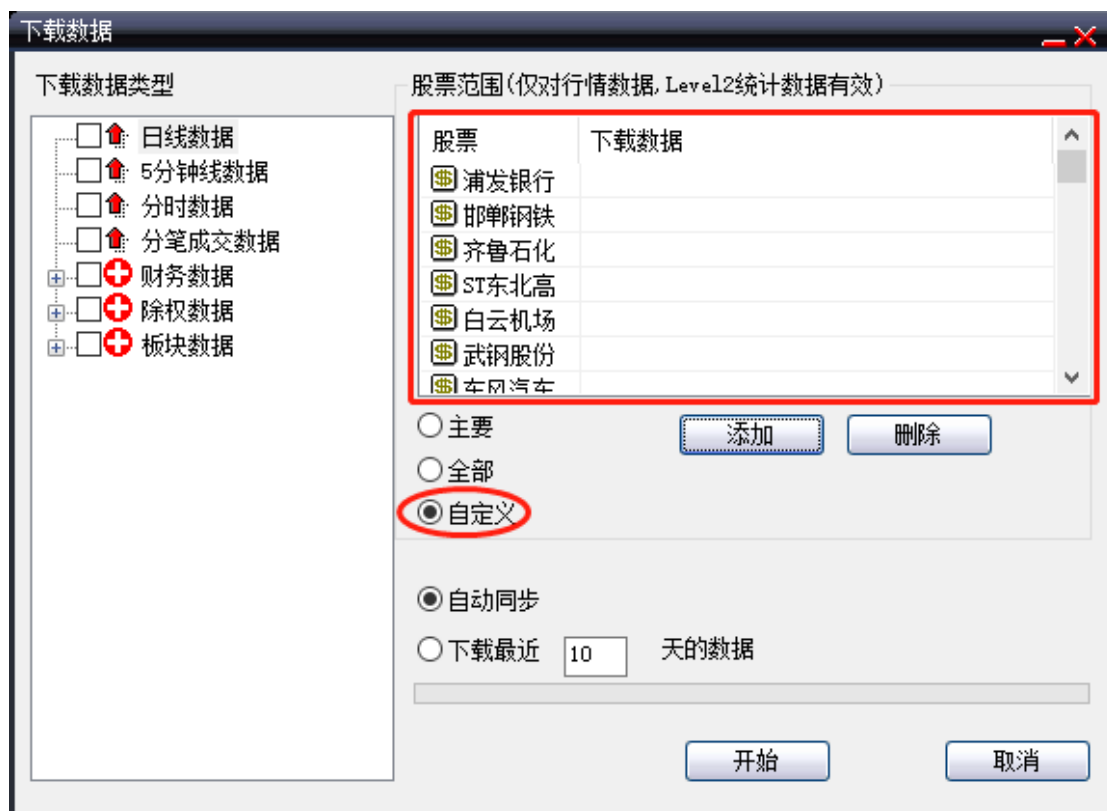 下载数据
下载数据类型
日线数据
5分钟线数据
分时数据
分笔成交数据
财务数据
除权数据
板块数据
股票范围(仅对行情数据,Level2统计数据有效)
股票 下载数据
浦发银行
邯郸钢铁
齐鲁石化
ST东北高
白云机场
武钢股份
东风汽车
主要
添加 删除
全部
自定义
自动同步
下载最近 10 天的数据
开始 取消